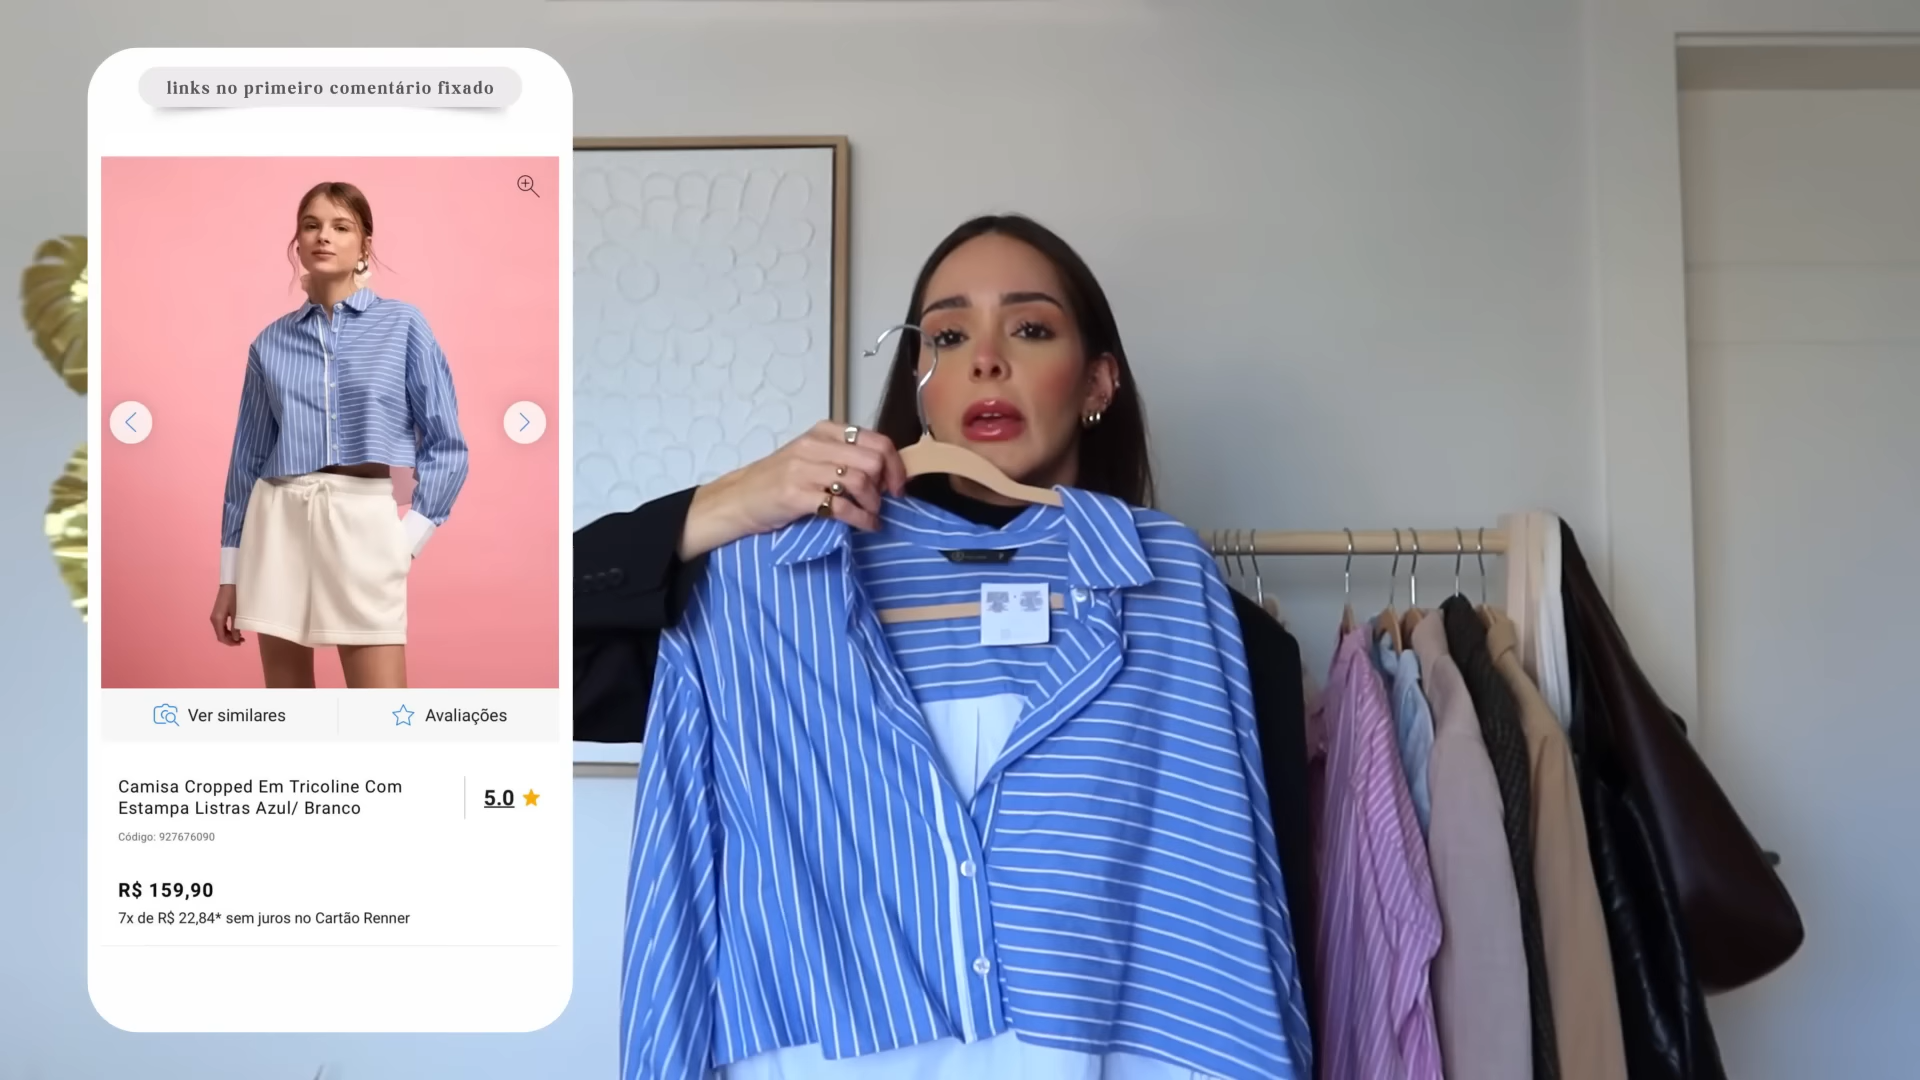 links no primeiro comentário fixado
Ver similares
Avaliações
Camisa Cropped Em Tricoline Com
Estampa Listras Azul/ Branco
5.0
Código: 927676090
R$ 159,90
7x de R$ 22,84* sem juros no Cartão Renner